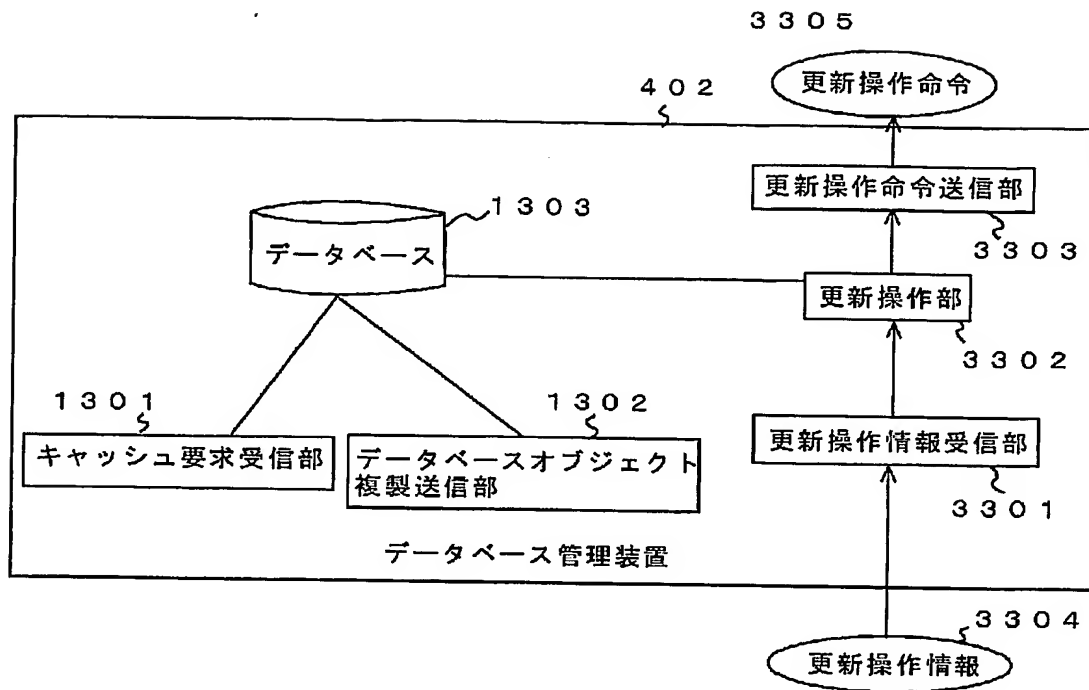 ３３０５
更新操作命令
４０２
更新操作命令送信部
１３０３
３３０３
データベース
更新操作部
３３０２
１３０１
１３０２
キャッシュ要求受信部
データベースオブジェクト
複製送信部
更新操作情報受信部
３３０１
データベース管理装置
３３０４
更新操作情報